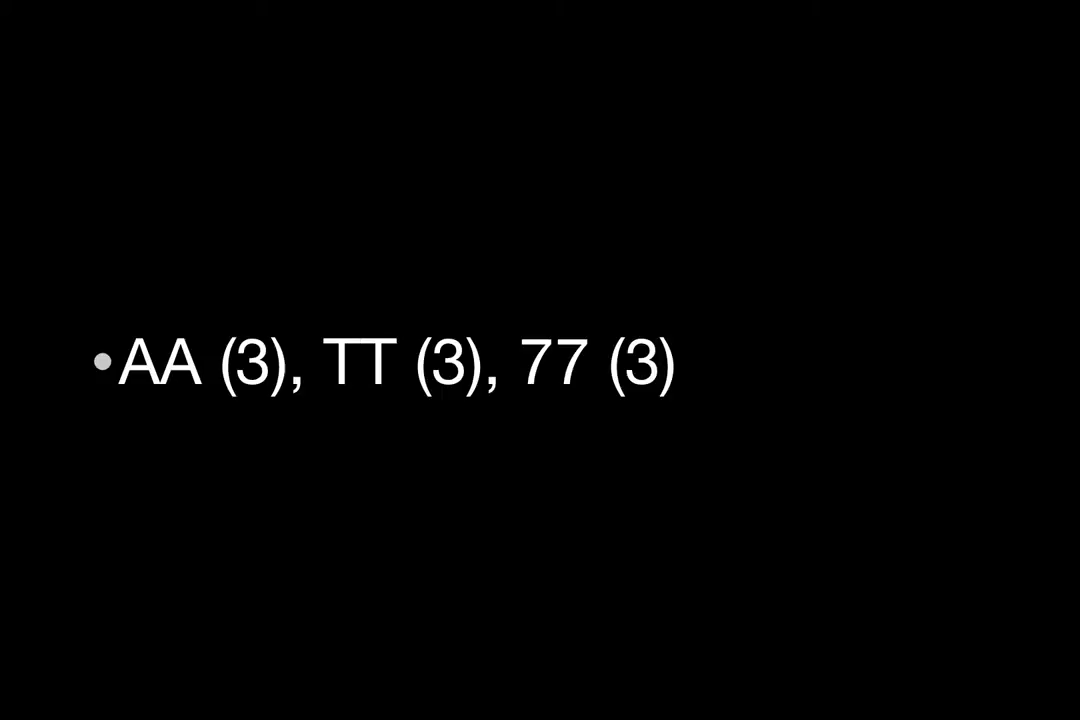 •AA (3), TT (3), 77 (3)